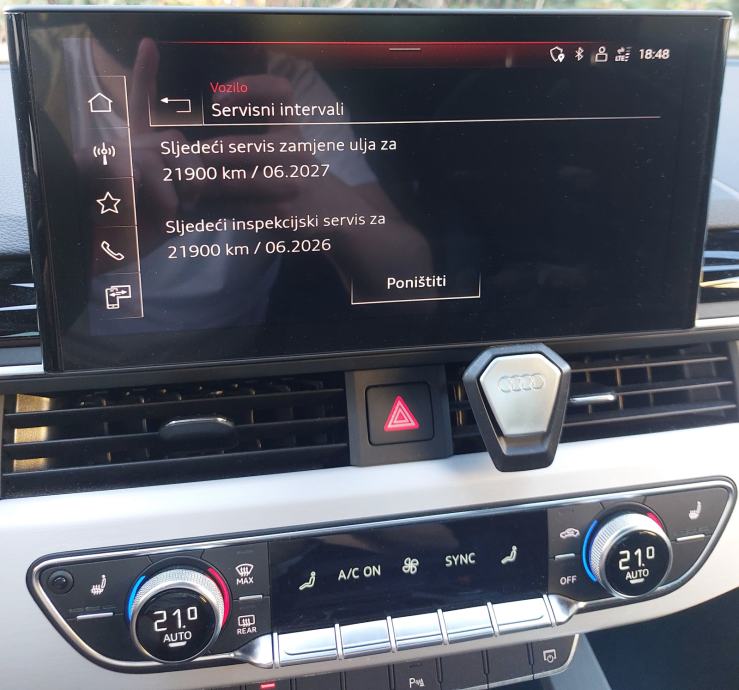 LTE 18:48
Vozilo
Servisni intervali
Sljedeći servis zamjene ulja za
21900 km / 06.2027
Sljedeći inspekcijski servis za
21900 km / 06.2026
Poništiti
A/C ON
SYNC
MAX
REAR
OFF
21.0
AUTO
21.0
AUTO
P